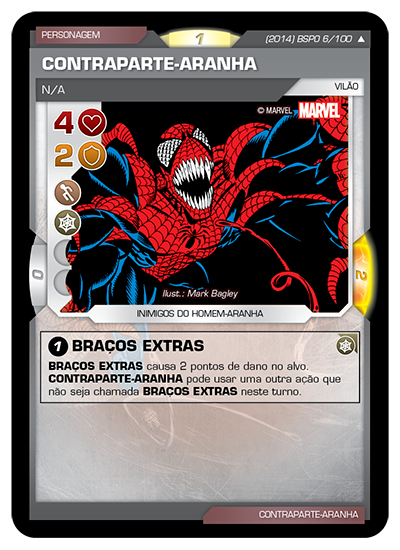 PERSONAGEM
1
(2014) BSP0 6/100 ▲
CONTRAPARTE-ARANHA
N/A
VILÃO
4
© MARVEL MARVEL
2
0
2
Ilust.: Mark Bagley
INIMIGOS DO HOMEM-ARANHA
1 BRAÇOS EXTRAS
BRAÇOS EXTRAS causa 2 pontos de dano no alvo.
CONTRAPARTE-ARANHA pode usar uma outra ação que
não seja chamada BRAÇOS EXTRAS neste turno.
CONTRAPARTE-ARANHA